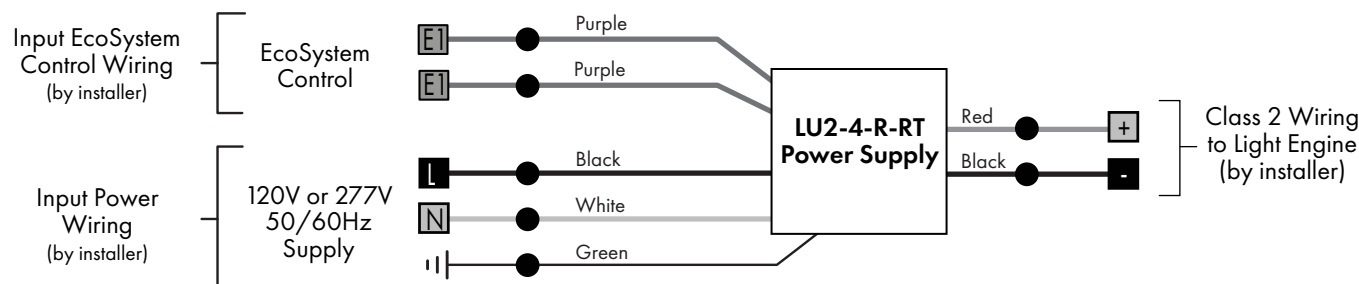 Input EcoSystem
Control Wiring
(by installer)
EcoSystem
Control
E1
Purple
E1
Purple
Input Power
Wiring
(by installer)
120V or 277V
50/60Hz
Supply
L
Black
N
White
Green
LU2-4-R-RT
Power Supply
Red
+
Black
-
Class 2 Wiring
to Light Engine
(by installer)